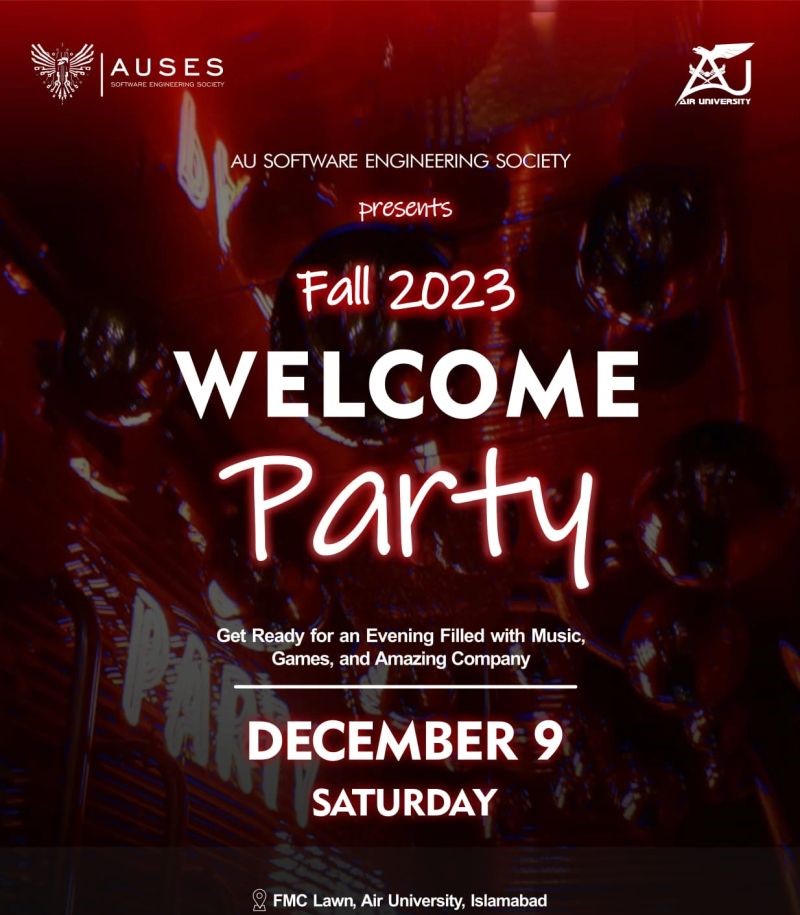 AUSES
SOFTWARE ENGINEERING SOCIETY
AIR UNIVERSITY
AU SOFTWARE ENGINEERING SOCIETY
presents
Fall 2023
WELCOME
Party
Get Ready for an Evening Filled with Music,
Games, and Amazing Company
PARTY
DECEMBER 9
SATURDAY
FMC Lawn, Air University, Islamabad